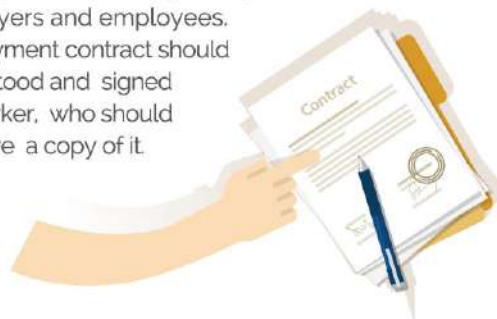 yers and employees.
yment contract should
tood and signed
ker, who should
e a copy of it.
Contract